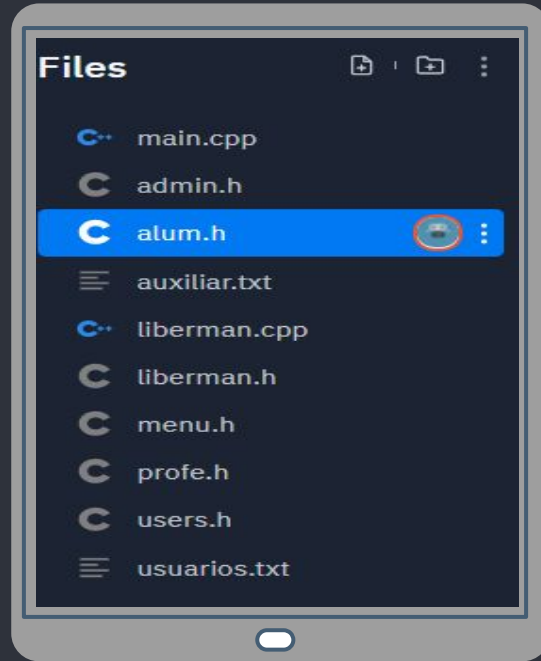 Files
main.cpp
admin.h
alum.h
auxiliar.txt
liberman.cpp
liberman.h
menu.h
profe.h
users.h
usuarios.txt